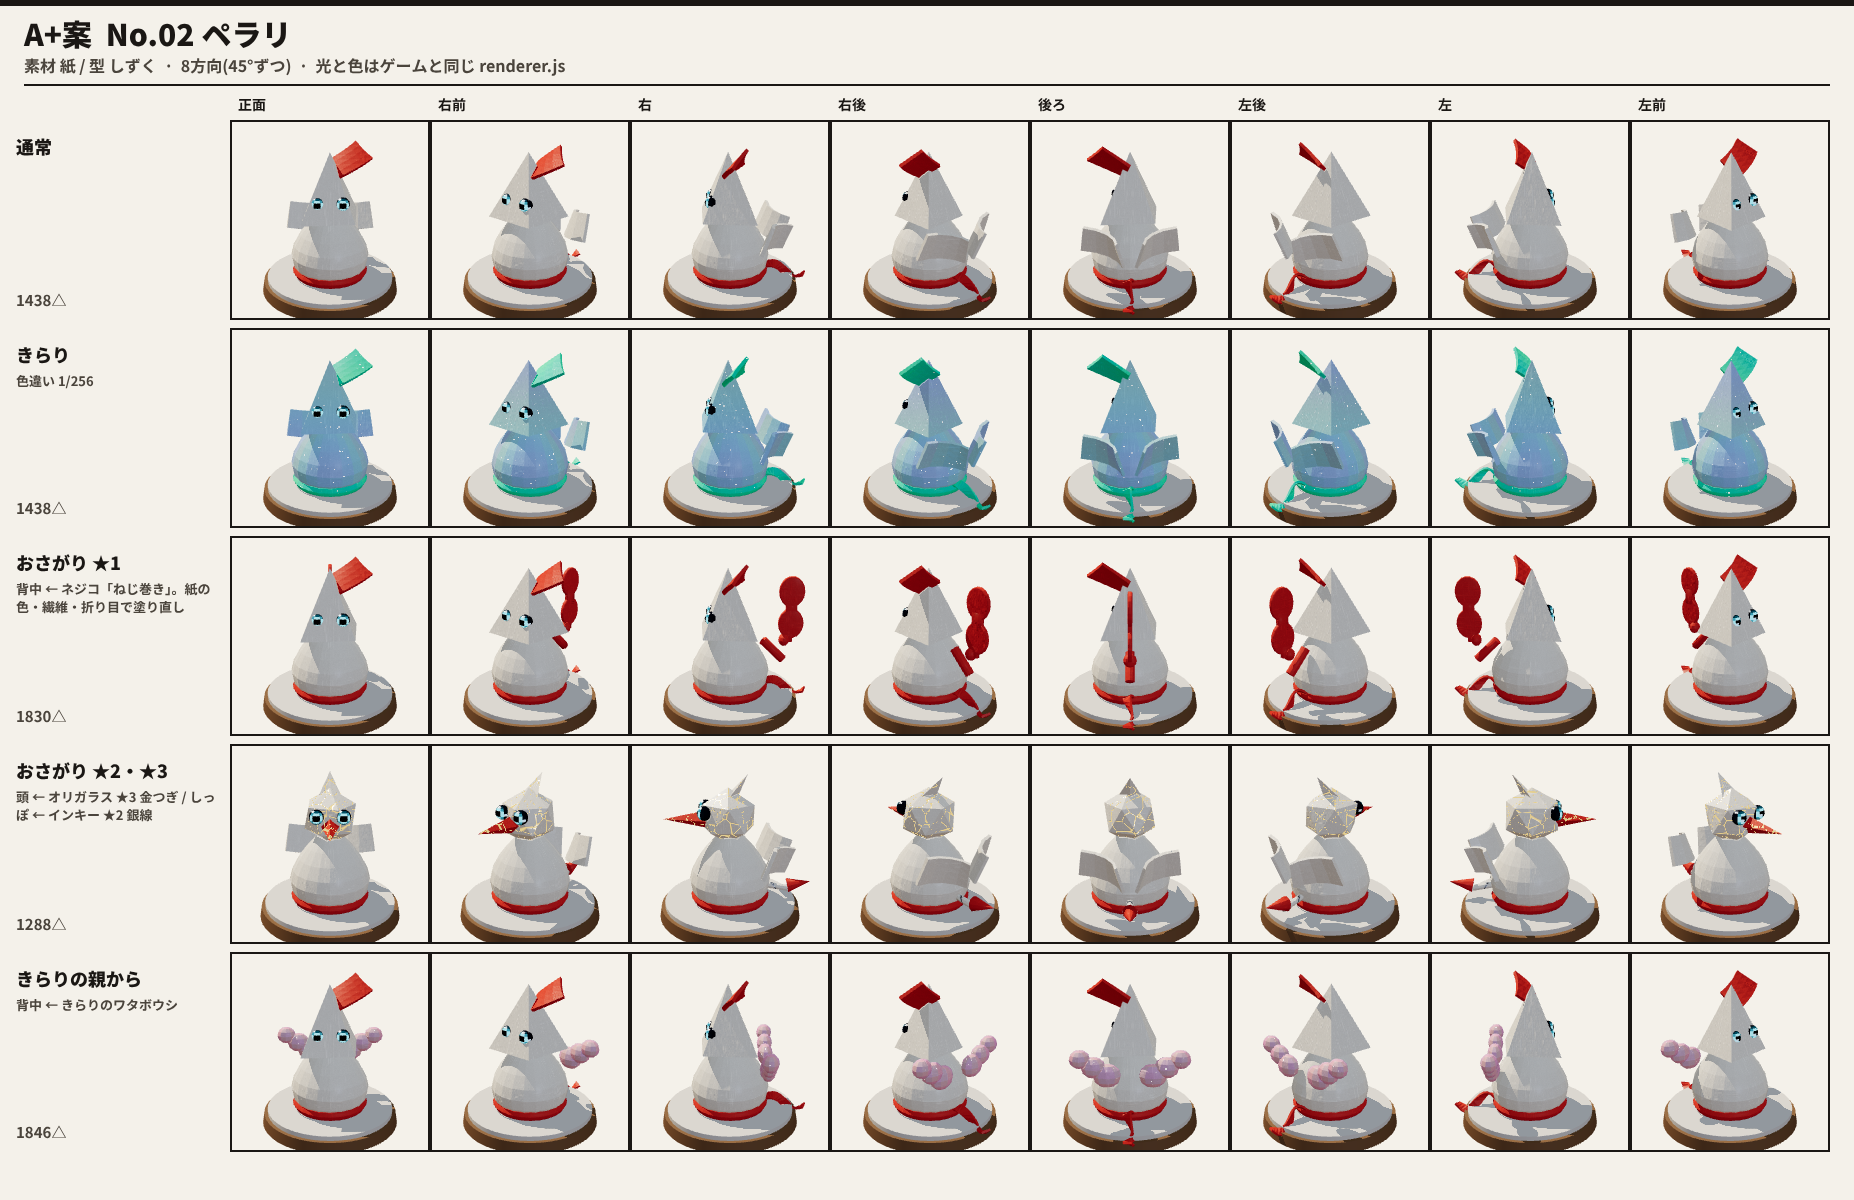 A+案 No.02 ペラリ
素材 紙 / 型 しずく ・ 8方向(45°ずつ) ・ 光と色はゲームと同じ renderer.js
正面 右前 右 右後 後ろ 左後 左 左前
通常
1438△
きらり
色違い 1/256
1438△
おさがり ★1
背中 ← ネジコ「ねじ巻き」。紙の
色・繊維・折り目で塗り直し
1830△
おさがり ★2・★3
頭 ← オリガラス ★3 金つぎ / しっ
ぽ ← インキー ★2 銀線
1288△
きらりの親から
背中 ← きらりのワタボウシ
1846△